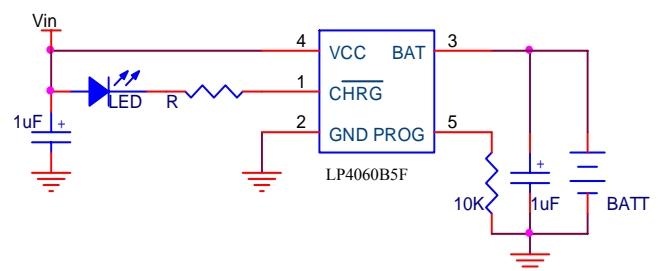 Vin
4 VCC BAT 3
1 CHRG
LED R
1uF +
2 GND PROG 5
LP4060B5F
+
10K 1uF BATT